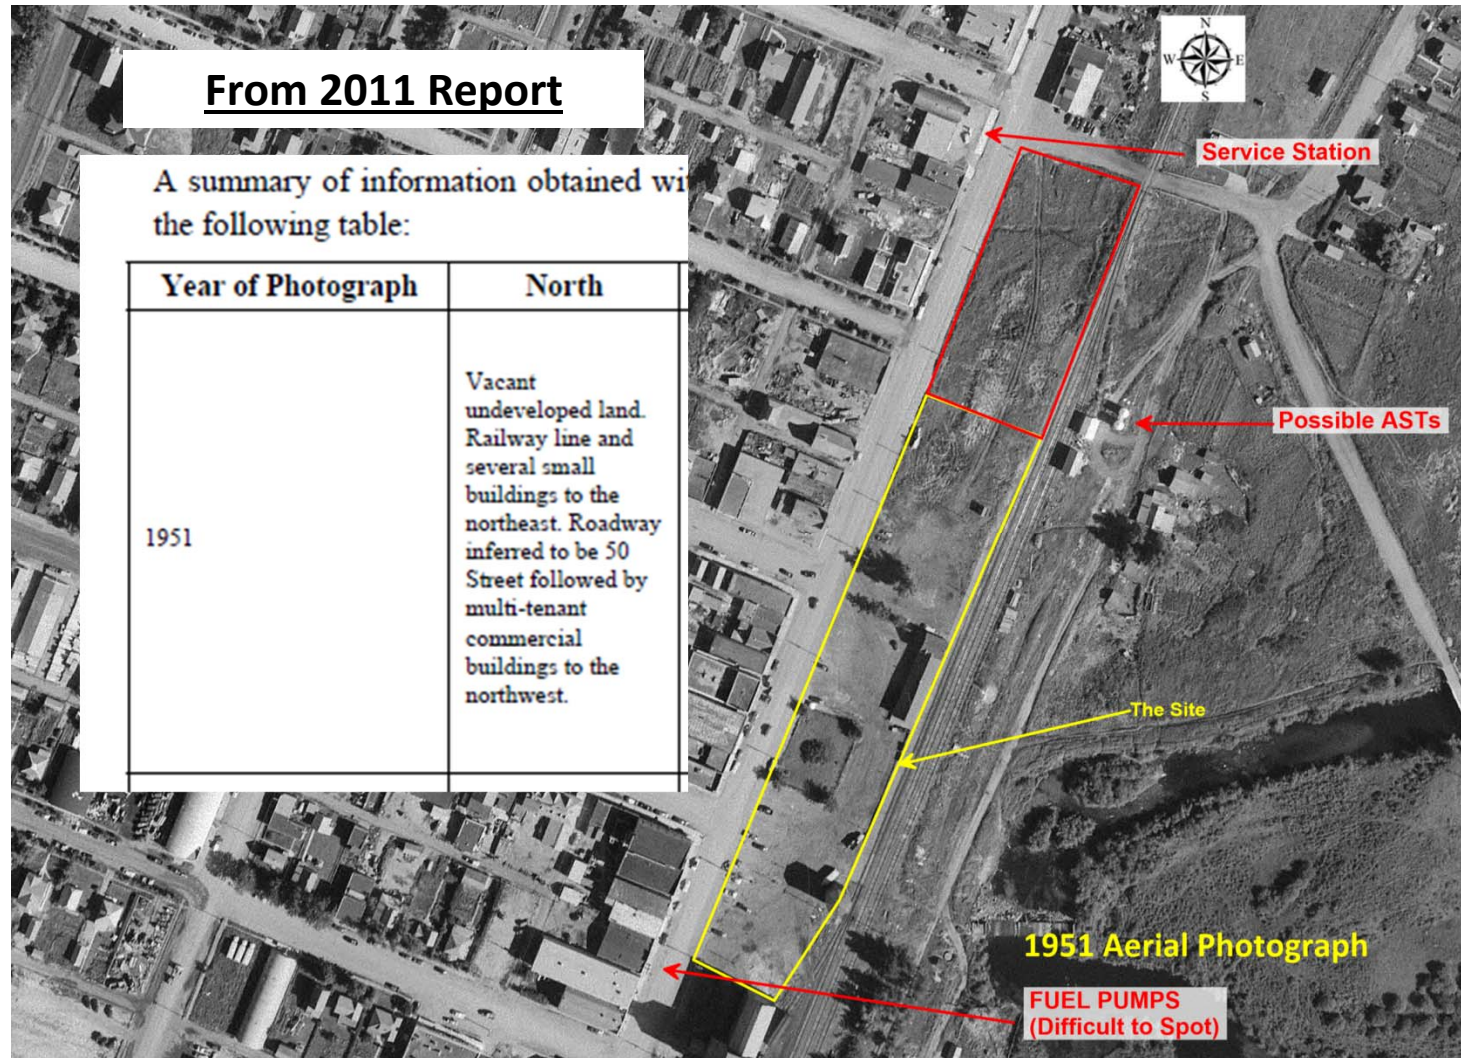 From 2011 Report
N
W
E
S
Service Station
A summary of information obtained wit
the following table:
Year of Photograph
North
1951
Vacant
undeveloped land.
Railway line and
several small
buildings to the
northeast. Roadway
inferred to be 50
Street followed by
multi-tenant
commercial
buildings to the
northwest.
Possible ASTs
The Site
1951 Aerial Photograph
FUEL PUMPS
(Difficult to Spot)